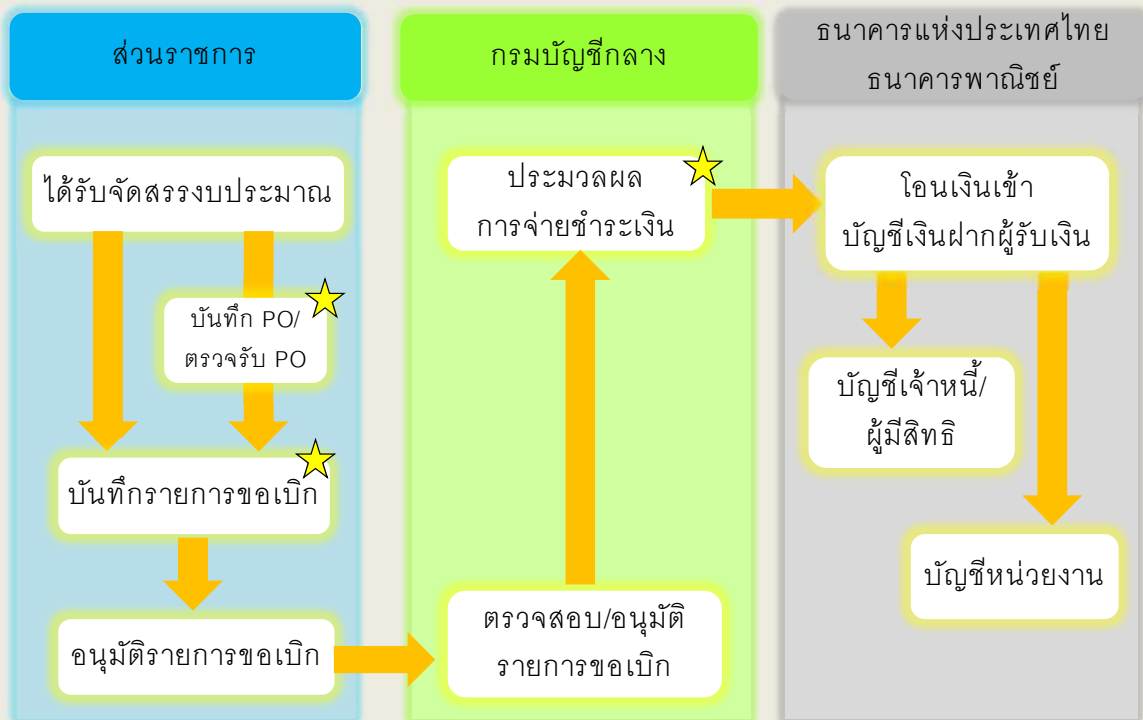 ส่วนราชการ
ได้รับจัดสรรงบประมาณ
บันทึก PO/
ตรวจรับ PO
บันทึกรายการขอเบิก
อนุมัติรายการขอเบิก
กรมบัญชีกลาง
ประมวลผล
การจ่ายชำระเงิน
ตรวจสอบ/อนุมัติ
รายการขอเบิก
ธนาคารแห่งประเทศไทย
ธนาคารพาณิชย์
โอนเงินเข้า
บัญชีเงินฝากผู้รับเงิน
บัญชีเจ้าหนี้/
ผู้มีสิทธิ
บัญชีหน่วยงาน